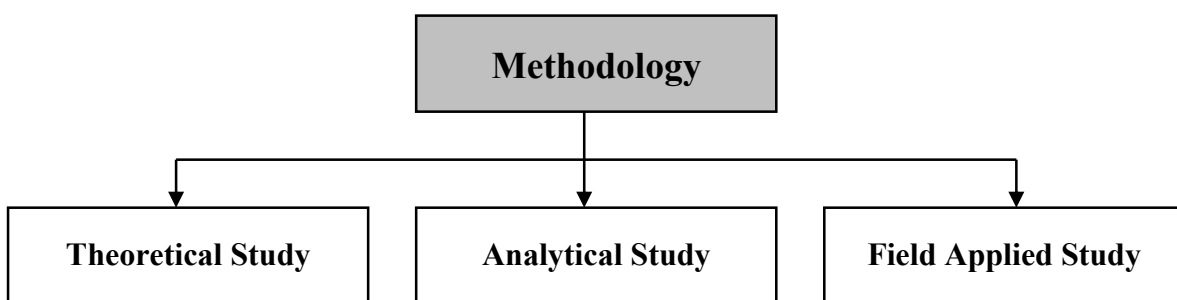 Methodology
Theoretical Study
Analytical Study
Field Applied Study